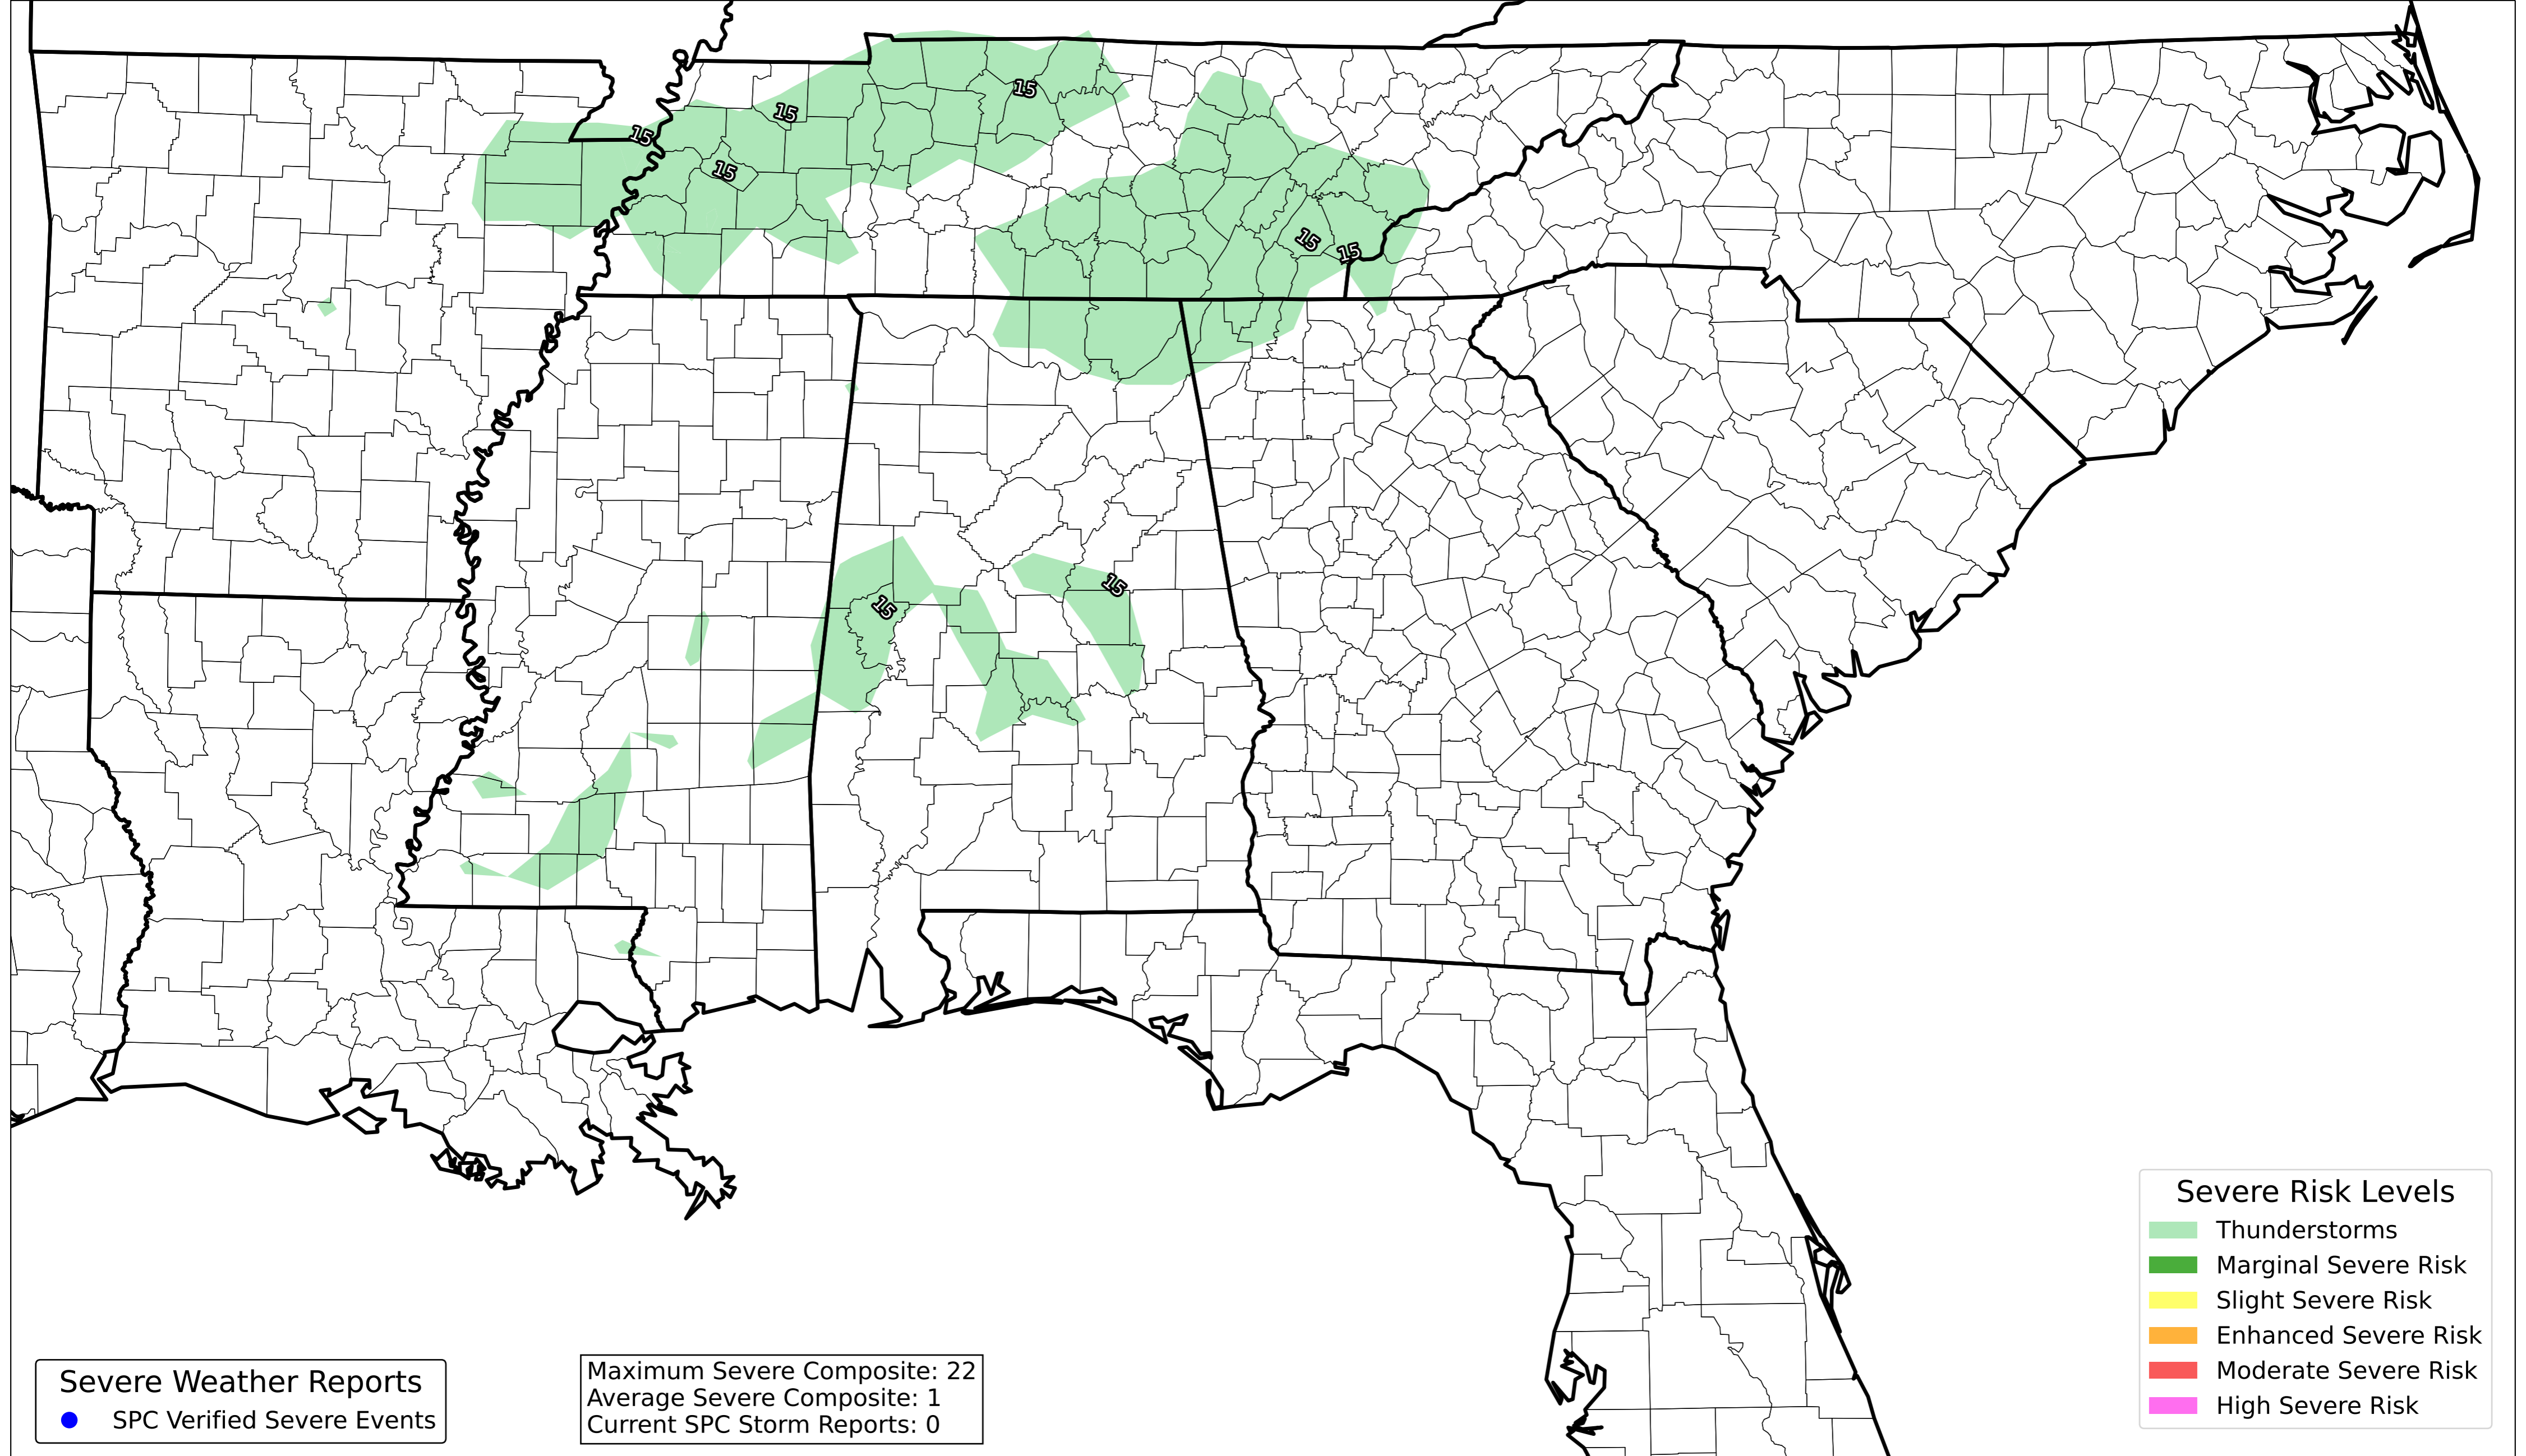 15
15
15
15
15
15
15
15
Severe Risk Levels
Thunderstorms
Marginal Severe Risk
Slight Severe Risk
Enhanced Severe Risk
Moderate Severe Risk
High Severe Risk
Severe Weather Reports
SPC Verified Severe Events
Maximum Severe Composite: 22
Average Severe Composite: 1
Current SPC Storm Reports: 0